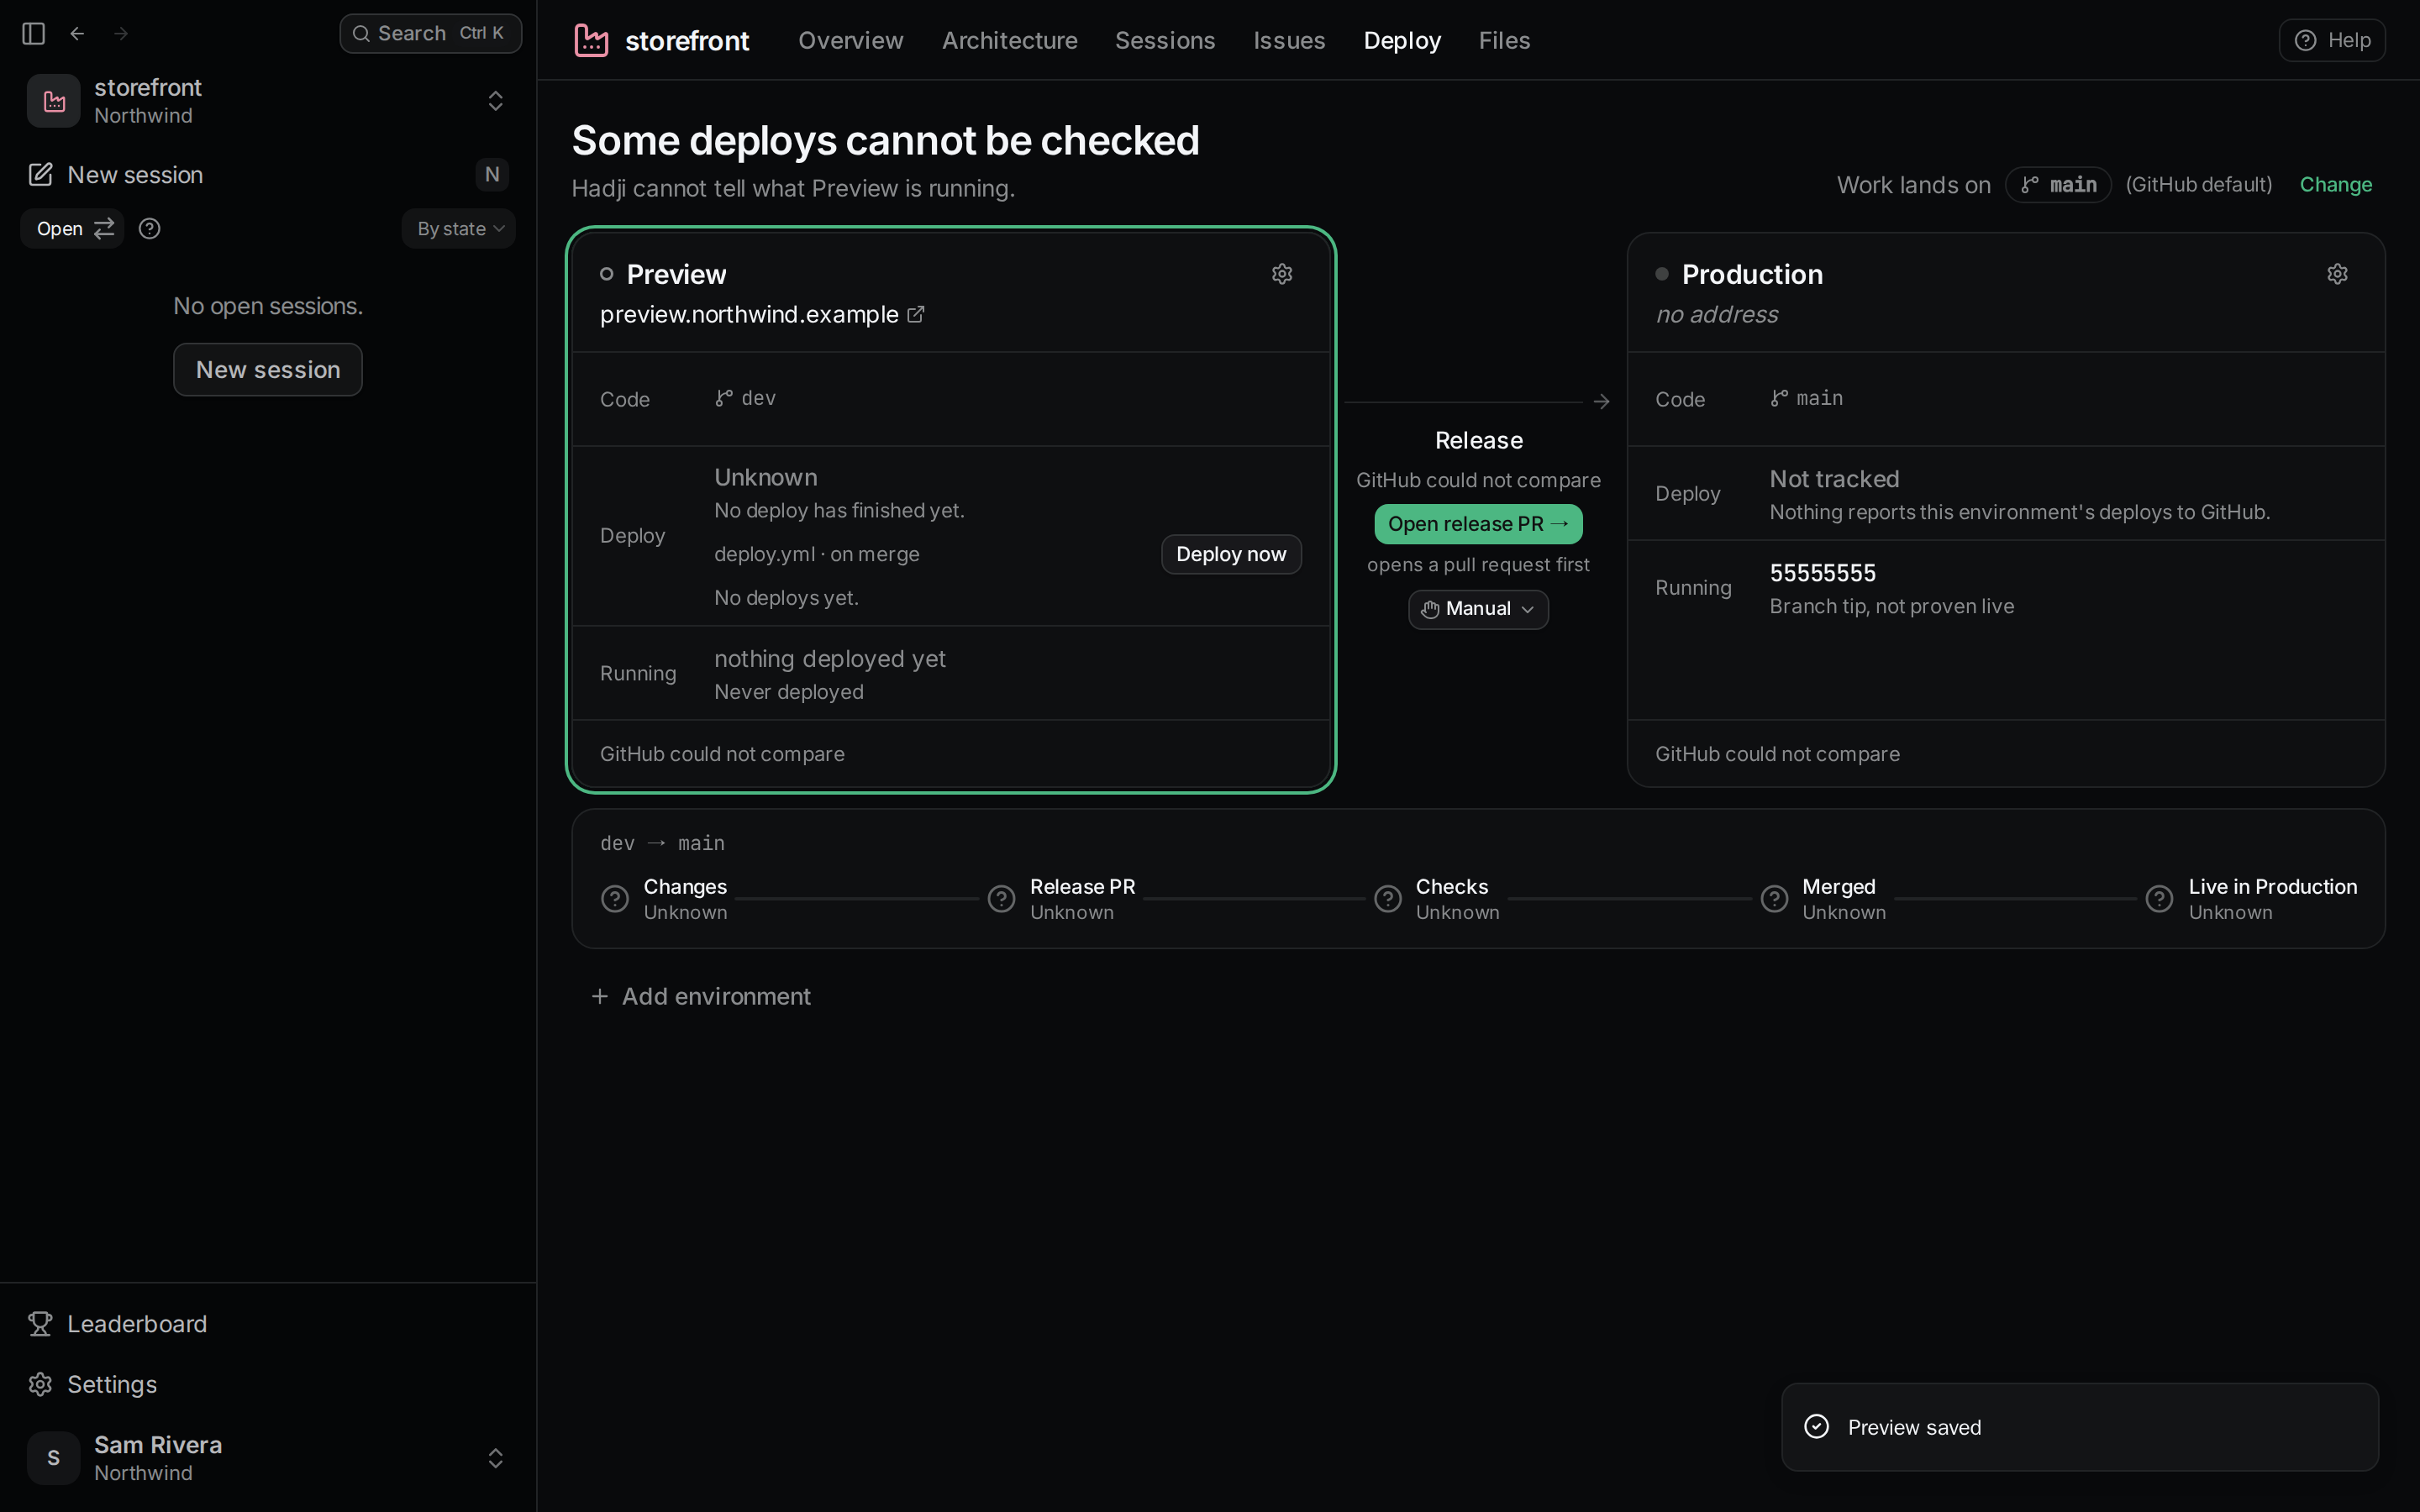 Search Ctrl K
storefront
Northwind
New session N
Open
By state
No open sessions.
New session
Leaderboard
Settings
S
Sam Rivera
Northwind
storefront
Overview
Architecture
Sessions
Issues
Deploy
Files
Help
Some deploys cannot be checked
Hadji cannot tell what Preview is running.
Work lands on main (GitHub default) Change
Preview
preview.northwind.example
Code
dev
Deploy
Unknown
No deploy has finished yet.
deploy.yml · on merge
Deploy now
No deploys yet.
Running
nothing deployed yet
Never deployed
GitHub could not compare
Release
GitHub could not compare
Open release PR →
opens a pull request first
Manual
Production
no address
Code
main
Deploy
Not tracked
Nothing reports this environment's deploys to GitHub.
Running
55555555
Branch tip, not proven live
GitHub could not compare
dev → main
Changes
Unknown
Release PR
Unknown
Checks
Unknown
Merged
Unknown
Live in Production
Unknown
+ Add environment
Preview saved